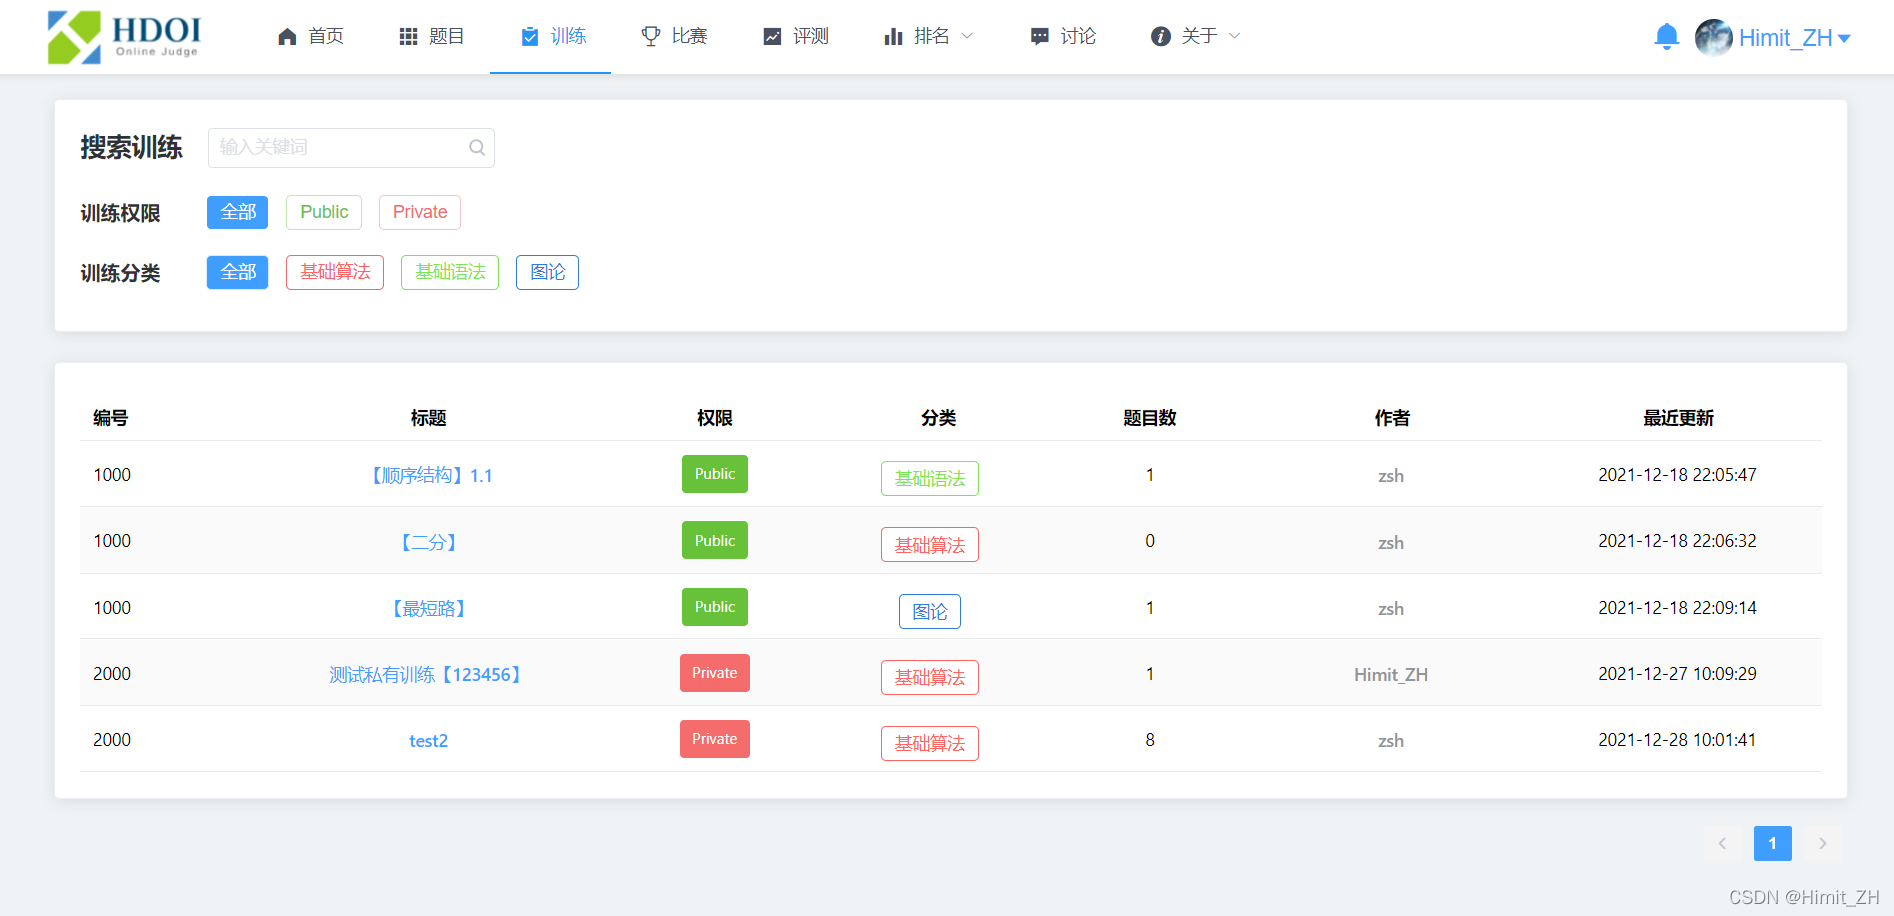 HDOI
Online Judge
首页 题目 训练 比赛 评测 排名 讨论 关于 Himit_ZH
搜索训练 输入关键词
训练权限 全部 Public Private
训练分类 全部 基础算法 基础语法 图论
编号 标题 权限 分类 题目数 作者 最近更新
1000 【顺序结构】1.1 Public 基础语法 1 zsh 2021-12-18 22:05:47
1000 【二分】 Public 基础算法 0 zsh 2021-12-18 22:06:32
1000 【最短路】 Public 图论 1 zsh 2021-12-18 22:09:14
2000 测试私有训练【123456】 Private 基础算法 1 Himit_ZH 2021-12-27 10:09:29
2000 test2 Private 基础算法 8 zsh 2021-12-28 10:01:41
1
CSDN @Himit_ZH